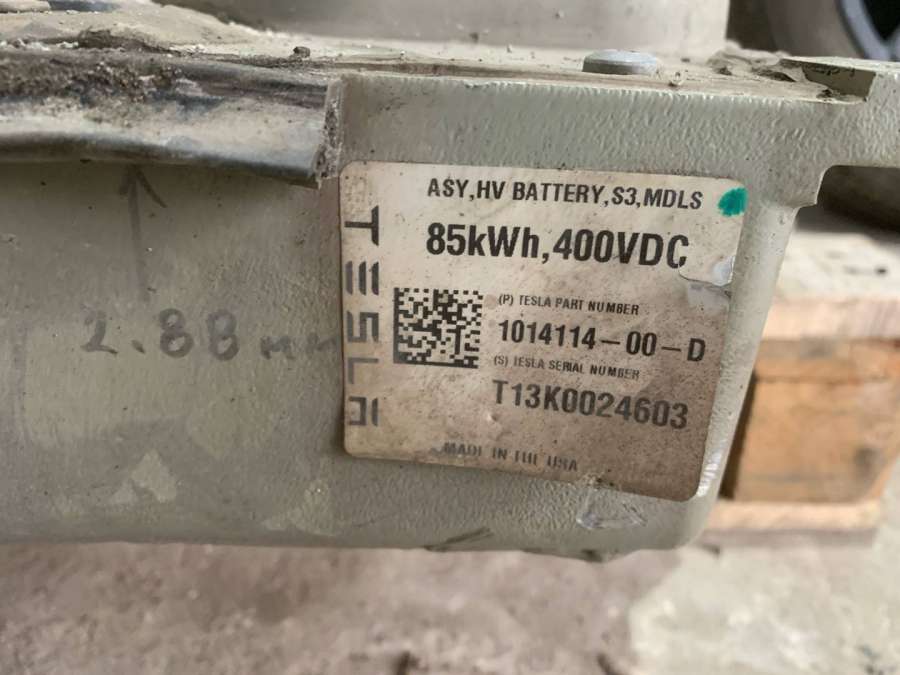 ASY,HV BATTERY,S3,MDLS
85kWh,400VDC
TESLA
(P) TESLA PART NUMBER
1014114-00-D
(S) TESLA SERIAL NUMBER
T13K0024603
MADE IN THE USA
2.88 мм